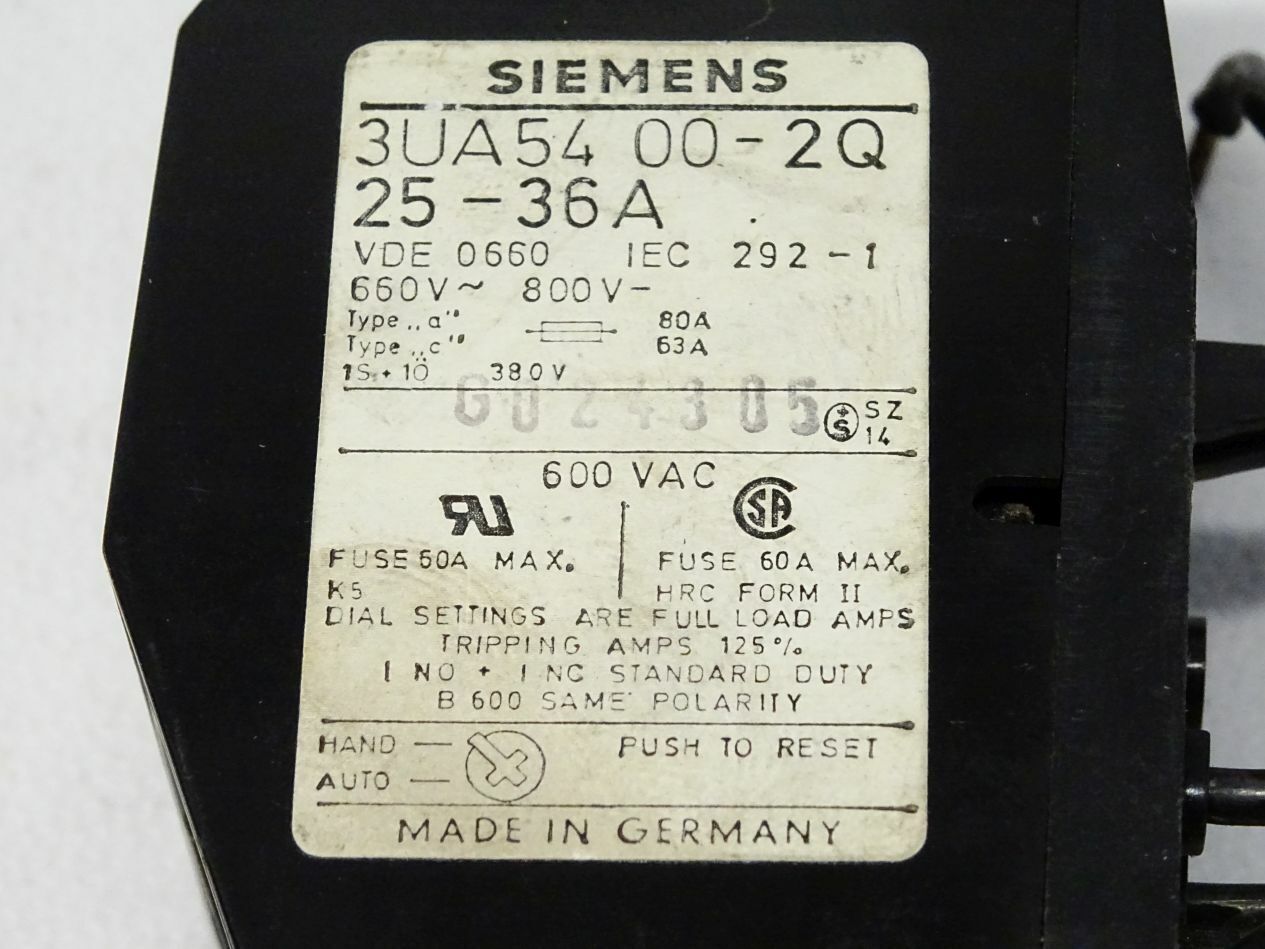 SIEMENS
3UA54 00-2Q
25-36A
VDE 0660 IEC 292-1
660V~ 800V-
Type „a" 80A
Type „c" 63A
1S+1Ö 380V
G024305
+S SZ
14
600 VAC
RU SA
FUSE 60A MAX. FUSE 60A MAX.
K5 HRC FORM II
DIAL SETTINGS ARE FULL LOAD AMPS
TRIPPING AMPS 125%
1 NO + 1 NC STANDARD DUTY
B 600 SAME POLARITY
HAND PUSH TO RESET
AUTO
MADE IN GERMANY